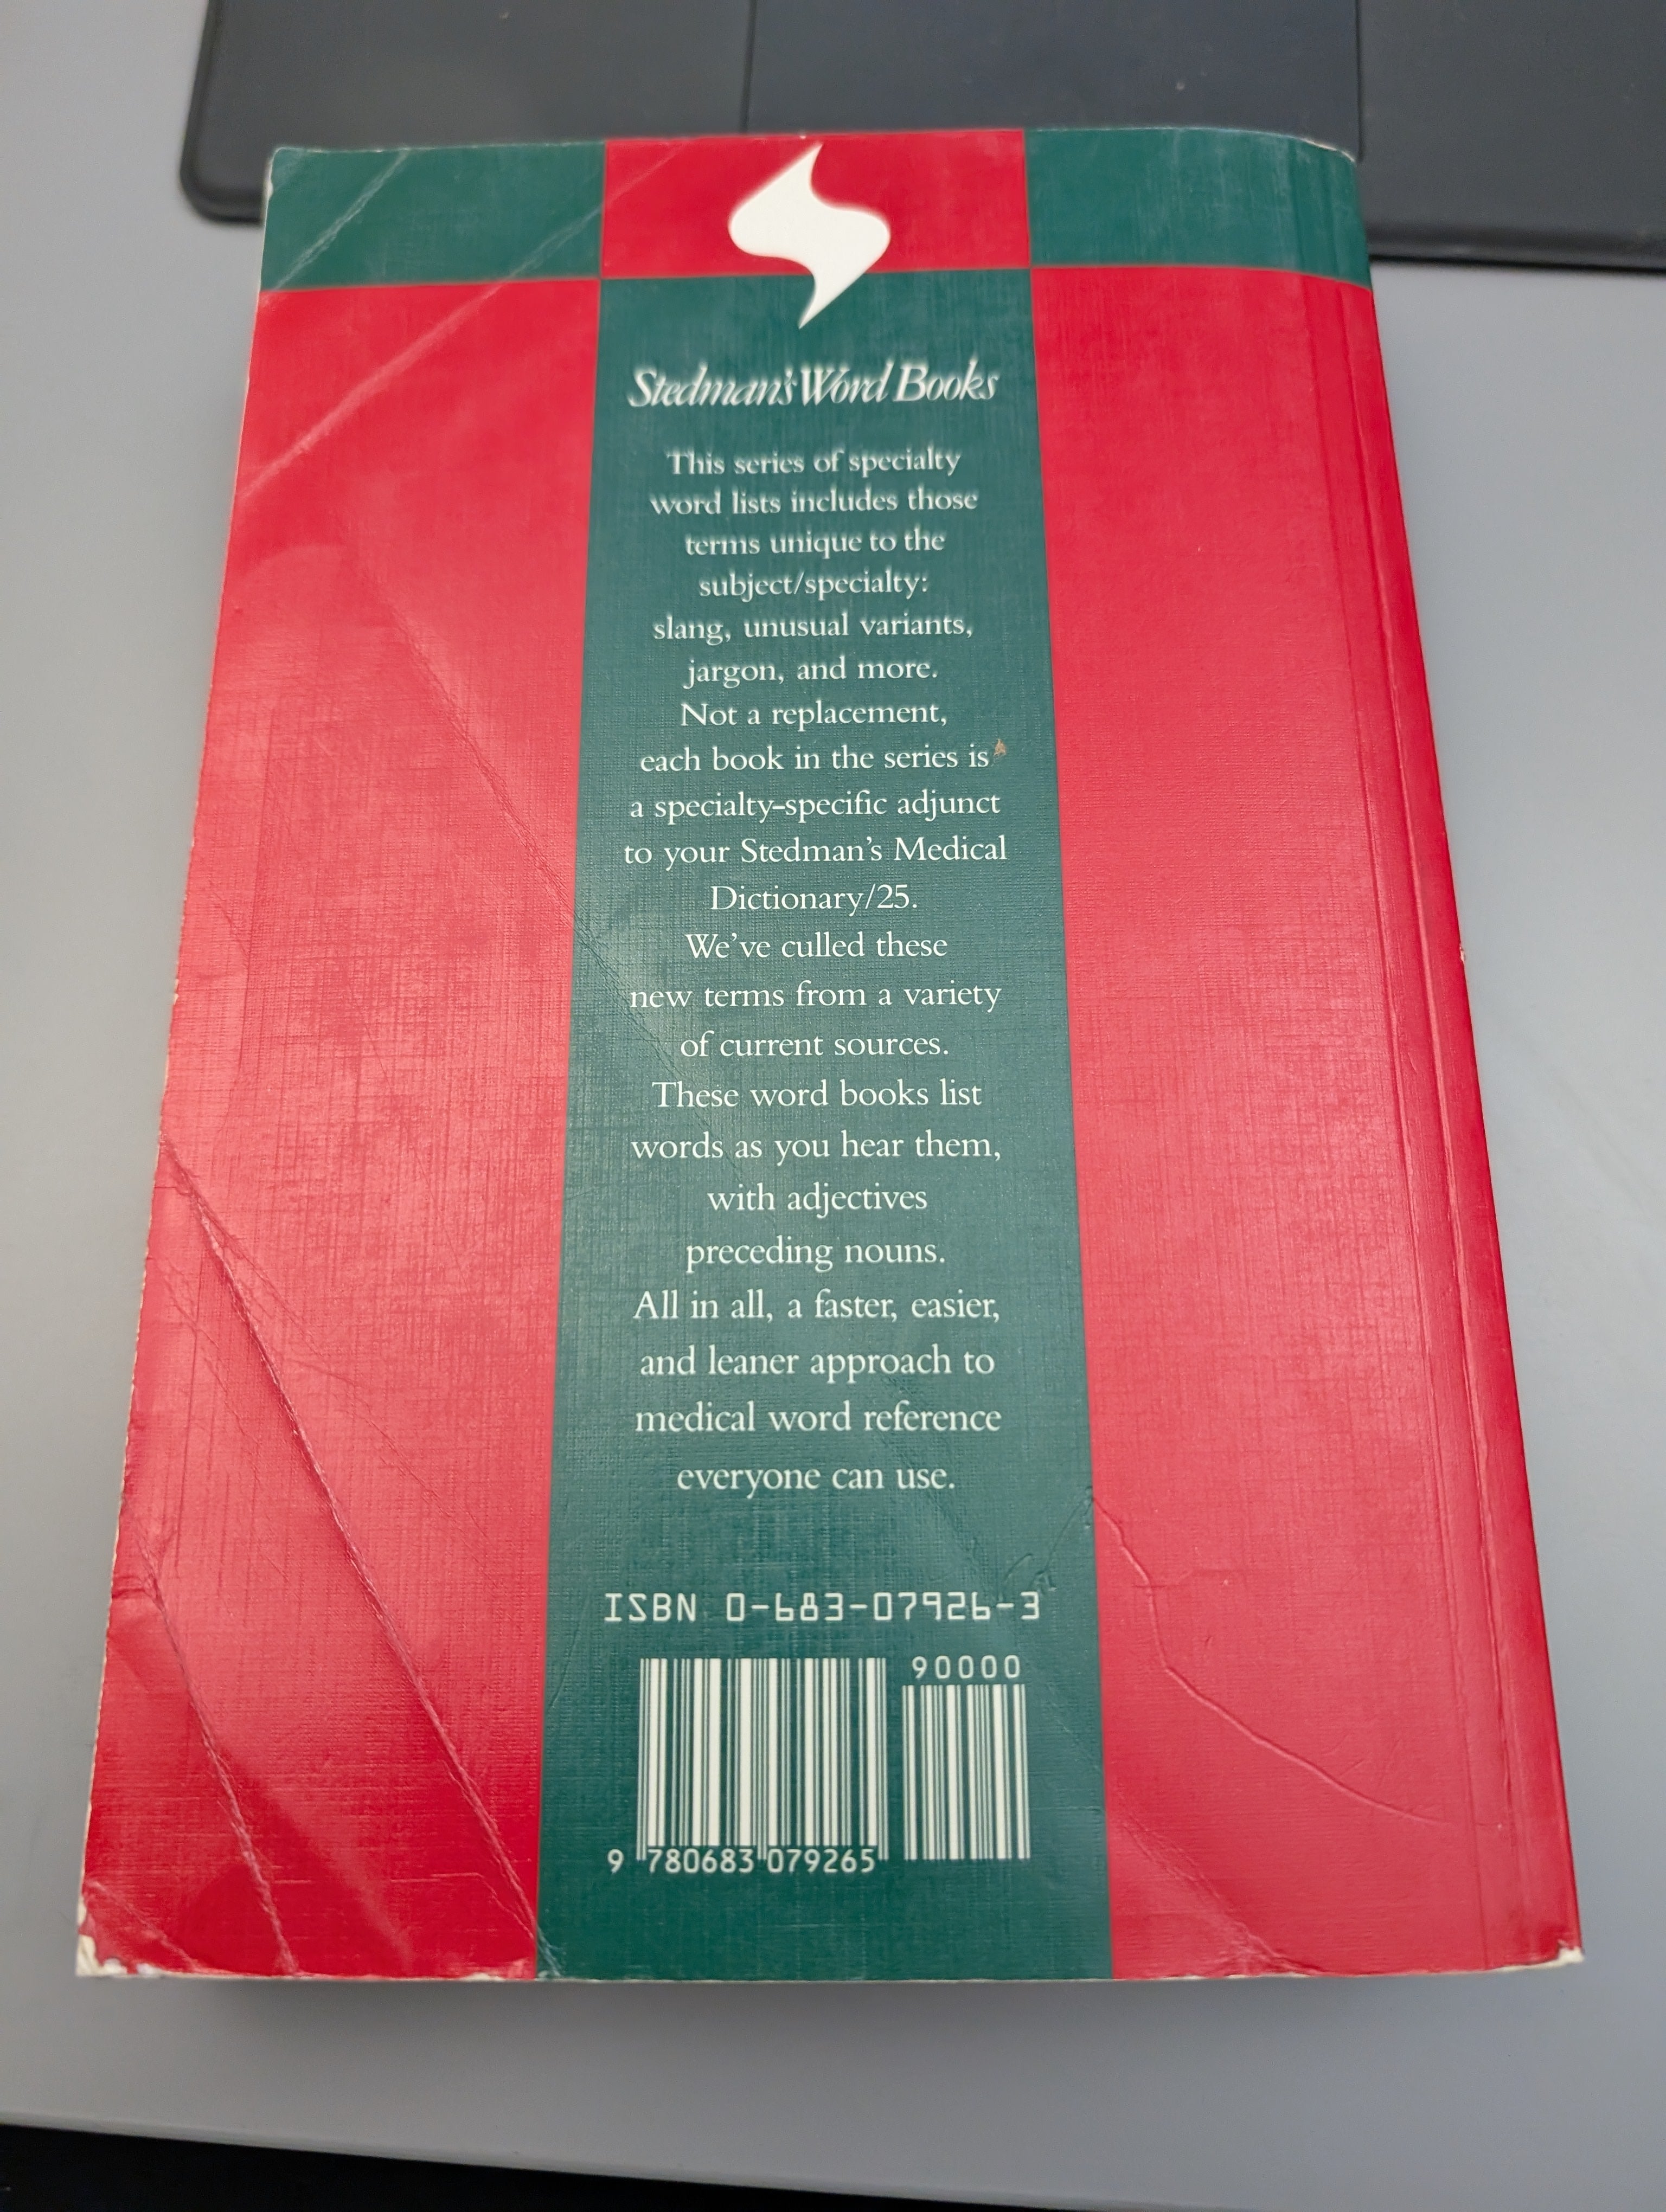 Stedman's Word Books
This series of specialty
word lists includes those
terms unique to the
subject/specialty:
slang, unusual variants,
jargon, and more.
Not a replacement,
each book in the series is
a specialty-specific adjunct
to your Stedman's Medical
Dictionary/25.
We've culled these
new terms from a variety
of current sources.
These word books list
words as you hear them,
with adjectives
preceding nouns.
All in all, a faster, easier,
and leaner approach to
medical word reference
everyone can use.
ISBN 0-683-07926-3
90000
9 780683 079265